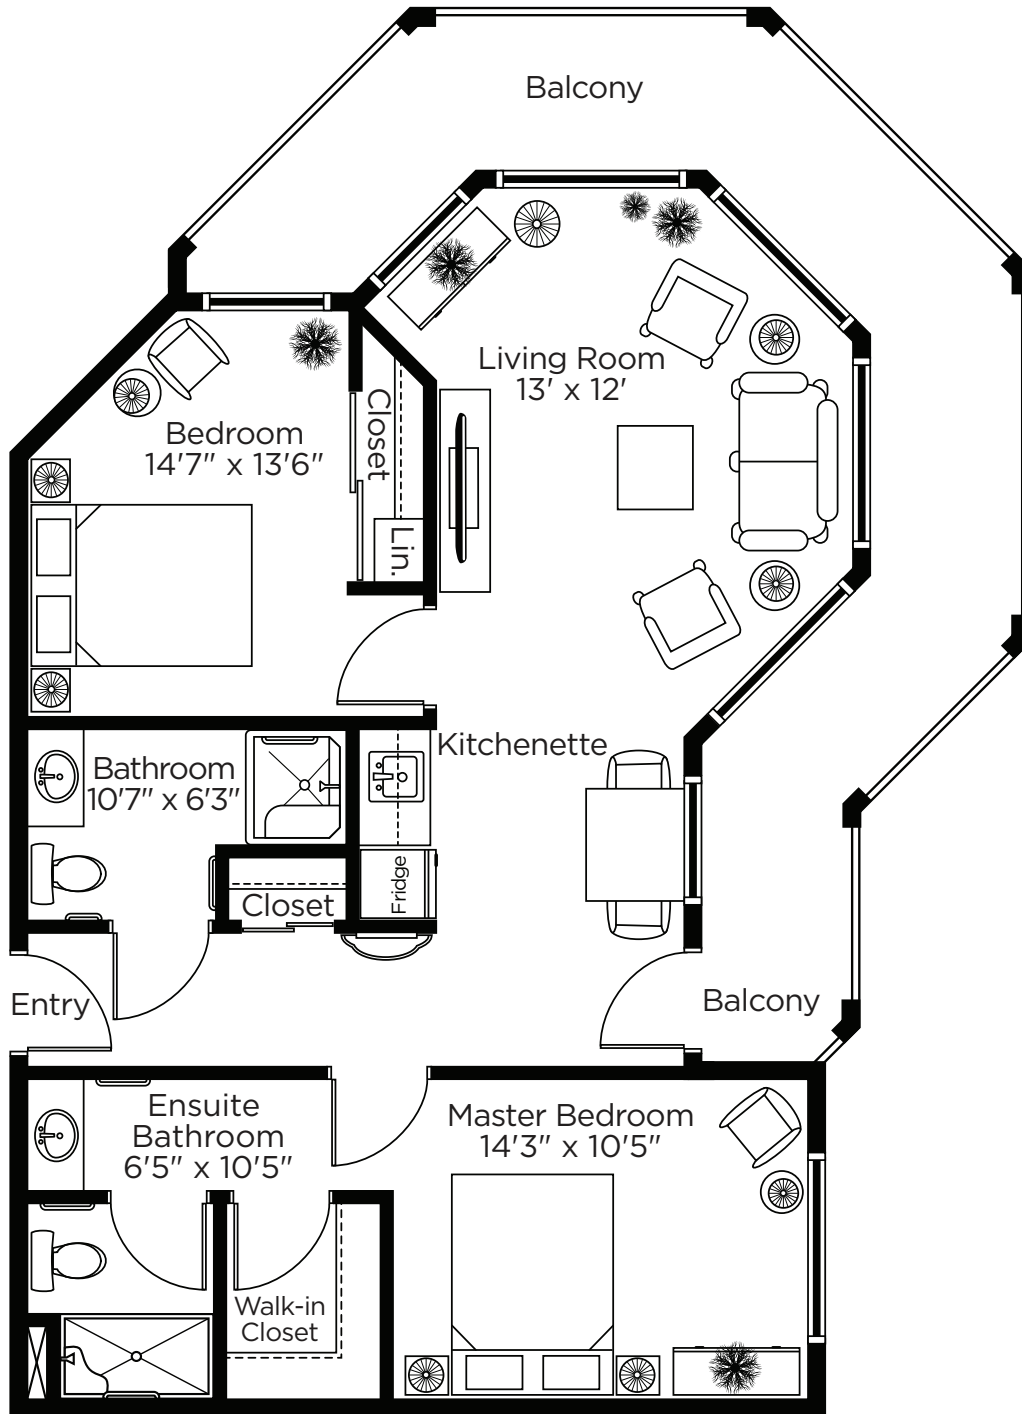 Balcony
Living Room
13' x 12'
Closet
Bedroom
14'7" x 13'6"
Lin.
Kitchenette
Bathroom
10'7" x 6'3"
Fridge
Closet
Entry
Balcony
Ensuite
Bathroom
6'5" x 10'5"
Master Bedroom
14'3" x 10'5"
Walk-in
Closet